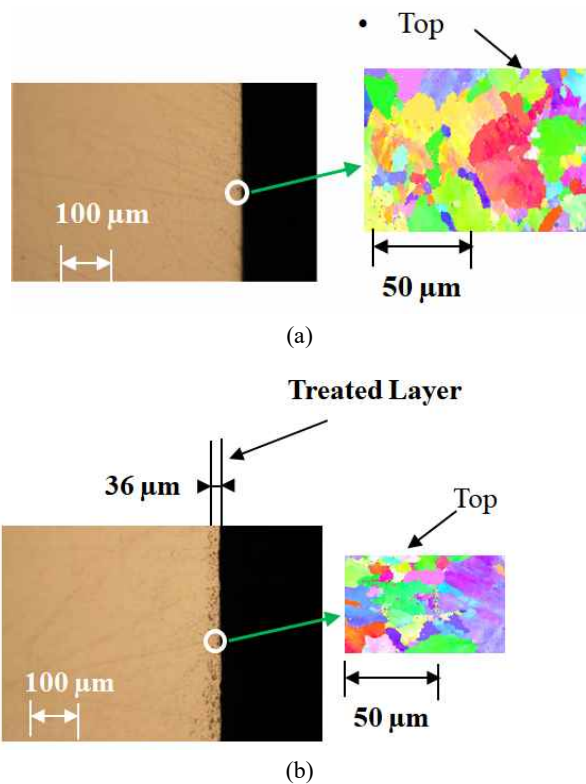 • Top
100 µm
50 µm
(a)
Treated Layer
36 µm
Top
100 µm
50 µm
(b)